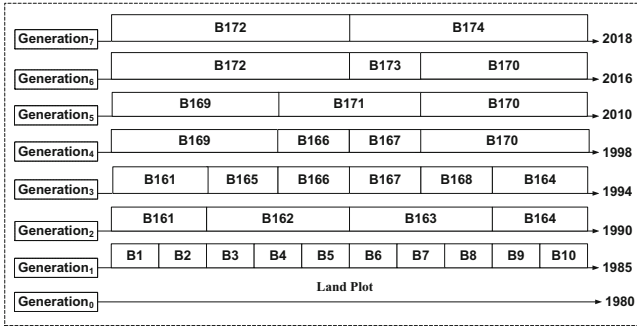 B172 B174
Generation7 2018
B172 B173 B170
Generation6 2016
B169 B171 B170
Generation5 2010
B169 B166 B167 B170
Generation4 1998
B161 B165 B166 B167 B168 B164
Generation3 1994
B161 B162 B163 B164
Generation2 1990
B1 B2 B3 B4 B5 B6 B7 B8 B9 B10
Generation1 1985
Land Plot
Generation0 1980